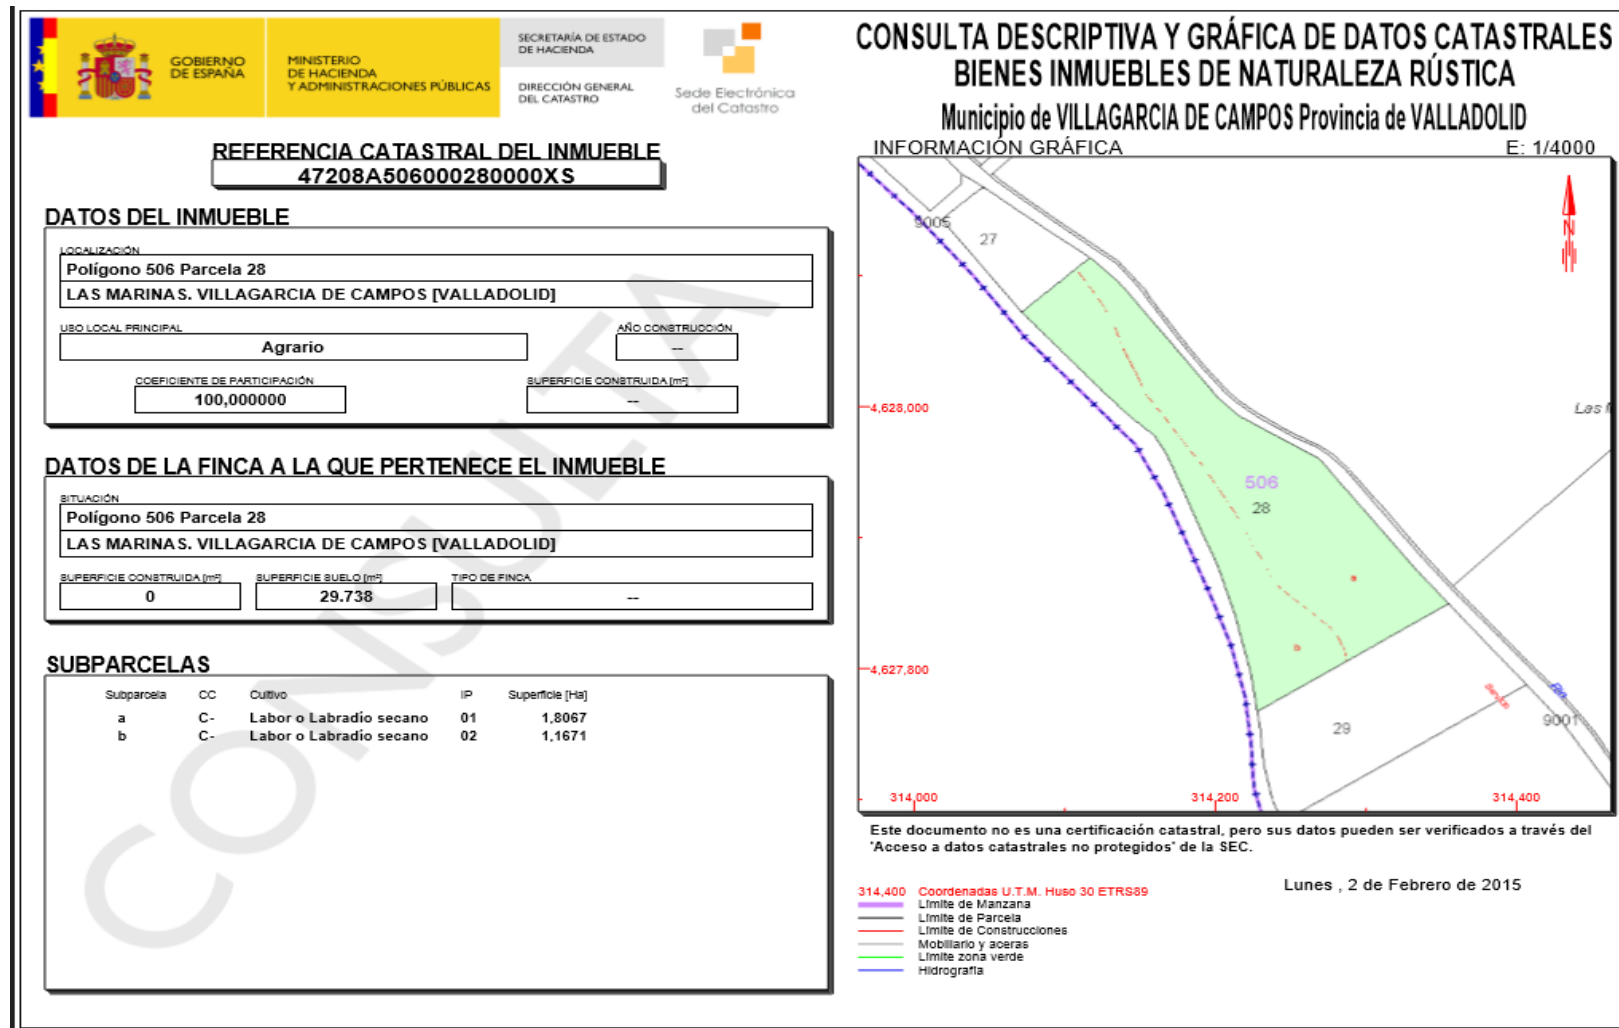 GOBIERNO
DE ESPAÑA
MINISTERIO
DE HACIENDA
Y ADMINISTRACIONES PÚBLICAS
SECRETARÍA DE ESTADO
DE HACIENDA
DIRECCIÓN GENERAL
DEL CATASTRO
Sede Electrónica
del Catastro
CONSULTA DESCRIPTIVA Y GRÁFICA DE DATOS CATASTRALES
BIENES INMUEBLES DE NATURALEZA RÚSTICA
Municipio de VILLAGARCIA DE CAMPOS Provincia de VALLADOLID
REFERENCIA CATASTRAL DEL INMUEBLE
47208A506000280000XS
DATOS DEL INMUEBLE
LOCALIZACIÓN
Polígono 506 Parcela 28
LAS MARINAS. VILLAGARCIA DE CAMPOS [VALLADOLID]
USO LOCAL PRINCIPAL
AÑO CONSTRUCCIÓN
Agrario
--
COEFICIENTE DE PARTICIPACIÓN
SUPERFICIE CONSTRUIDA [m²]
100,000000
--
DATOS DE LA FINCA A LA QUE PERTENECE EL INMUEBLE
SITUACIÓN
Polígono 506 Parcela 28
LAS MARINAS. VILLAGARCIA DE CAMPOS [VALLADOLID]
SUPERFICIE CONSTRUIDA [m²]
SUPERFICIE SUELO [m²]
TIPO DE FINCA
0
29.738
--
SUBPARCELAS
Subparcela CC Cultivo IP Superficie [Ha]
a C- Labor o Labradío secano 01 1,8067
b C- Labor o Labradío secano 02 1,1671
CONSULTA
INFORMACIÓN GRÁFICA E: 1/4000
9005
27
N
4,628,000
Las
506
28
4,627,800
29
9001
314,000 314,200 314,400
Este documento no es una certificación catastral, pero sus datos pueden ser verificados a través del
'Acceso a datos catastrales no protegidos' de la SEC.
Lunes , 2 de Febrero de 2015
314,400 Coordenadas U.T.M. Huso 30 ETRS89
Límite de Manzana
Límite de Parcela
Límite de Construcciones
Mobiliario y aceras
Límite zona verde
Hidrografía